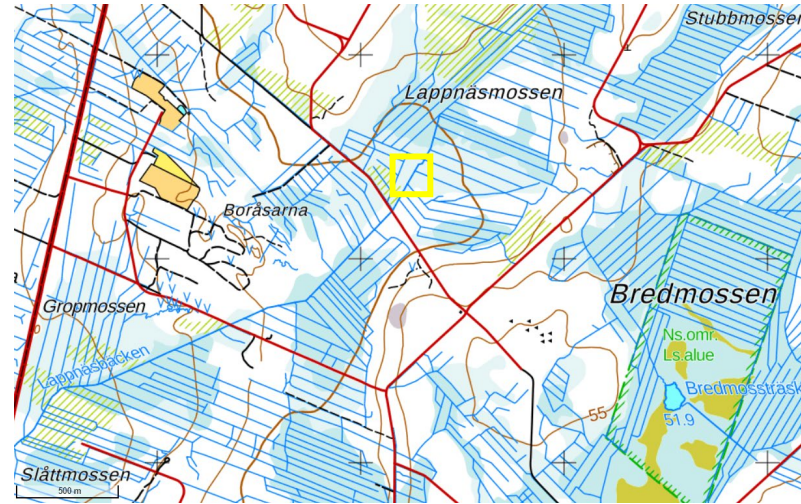 Stubbmossen
Lappnäsmossen
Boråsarna
Bredmossen
Gropmossen
Ns.omr.
Ls.alue
Lappnäsbäcken
Bredmossträsk
55
51.9
Slåttmossen
500 m